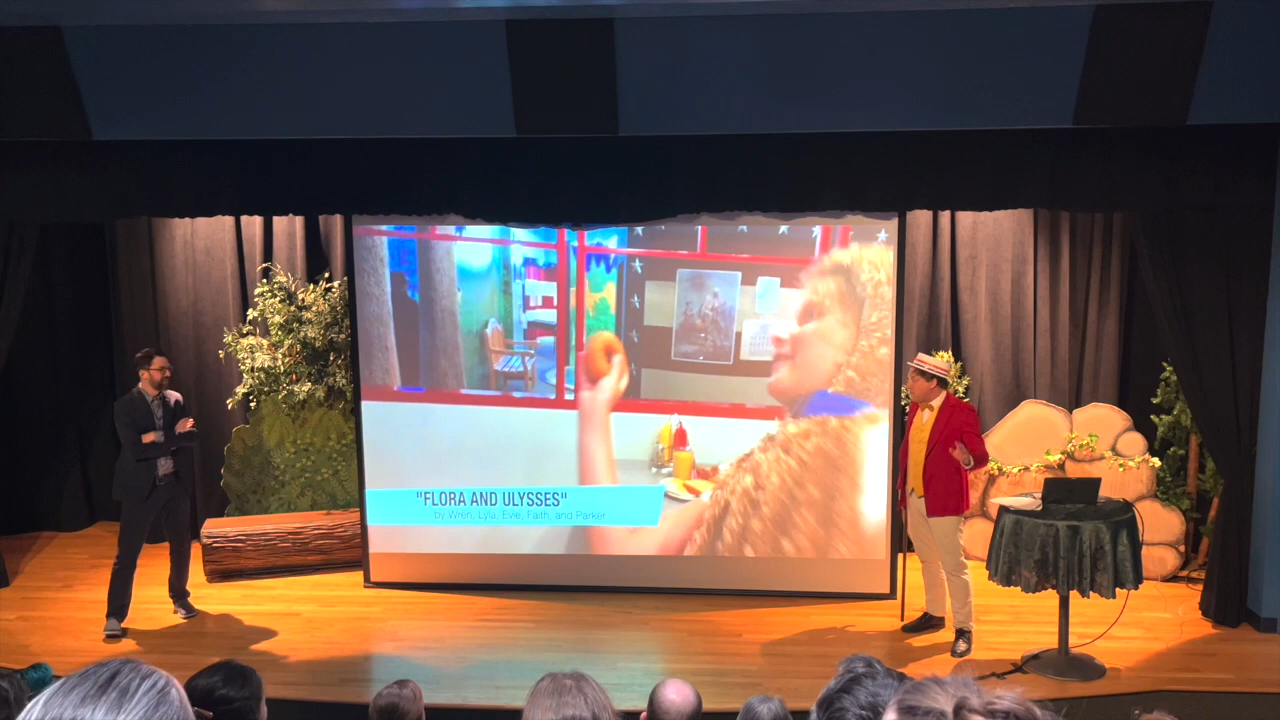 "FLORA AND ULYSSES"
by Wren, Lyla, Evie, Faith, and Parker